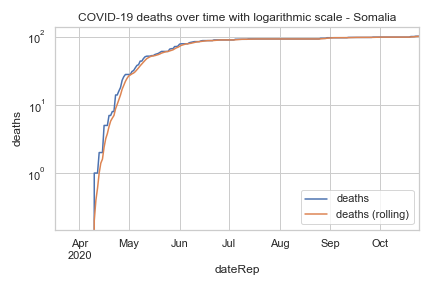 COVID-19 deaths over time with logarithmic scale - Somalia
deaths
10²
10¹
10⁰
deaths
deaths (rolling)
Apr
2020
May
Jun
Jul
Aug
Sep
Oct
dateRep